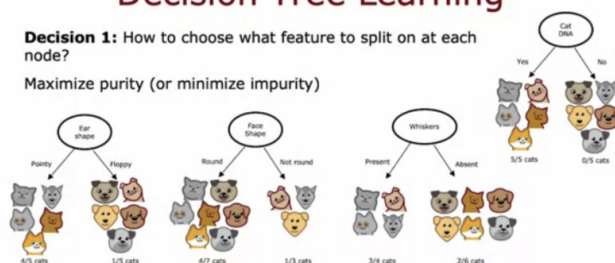 Decision Tree Learning
Decision 1: How to choose what feature to split on at each
node?
Maximize purity (or minimize impurity)
Cat
DNA
Yes
No
5/5 cats
0/5 cats
Ear
shape
Pointy
Floppy
4/5 cats
1/5 cats
Face
Shape
Round
Not round
4/7 cats
1/3 cats
Whiskers
Present
Absent
3/4 cats
2/6 cats